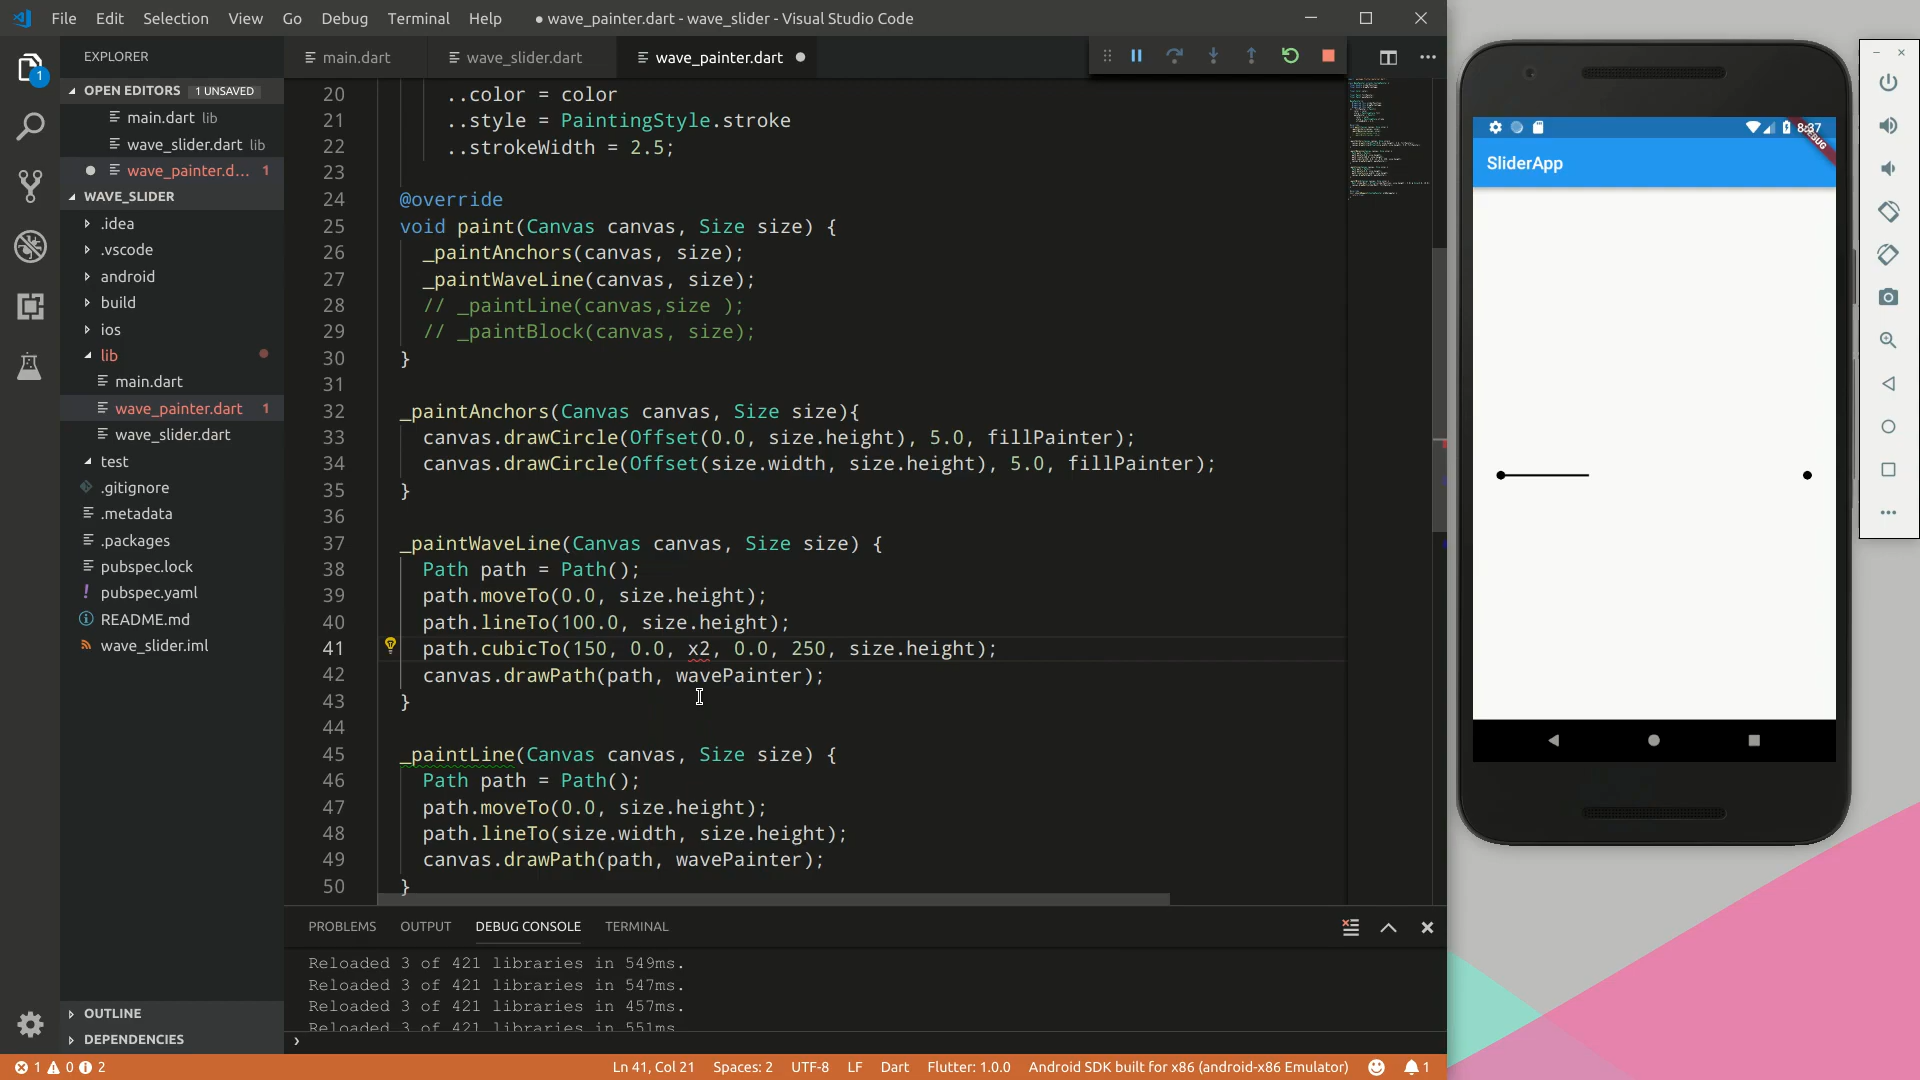 File Edit Selection View Go Debug Terminal Help ● wave_painter.dart - wave_slider - Visual Studio Code
EXPLORER
main.dart
wave_slider.dart
wave_painter.dart ●
OPEN EDITORS 1 UNSAVED
main.dart lib
wave_slider.dart lib
wave_painter.d... 1
WAVE_SLIDER
.idea
.vscode
android
build
ios
lib
main.dart
wave_painter.dart 1
wave_slider.dart
test
.gitignore
.metadata
.packages
pubspec.lock
pubspec.yaml
README.md
wave_slider.iml
OUTLINE
DEPENDENCIES
1
20 ..color = color
21 ..style = PaintingStyle.stroke
22 ..strokeWidth = 2.5;
23
24 @override
25 void paint(Canvas canvas, Size size) {
26 _paintAnchors(canvas, size);
27 _paintWaveLine(canvas, size);
28 // _paintLine(canvas,size );
29 // _paintBlock(canvas, size);
30 }
31
32 _paintAnchors(Canvas canvas, Size size){
33 canvas.drawCircle(Offset(0.0, size.height), 5.0, fillPainter);
34 canvas.drawCircle(Offset(size.width, size.height), 5.0, fillPainter);
35 }
36
37 _paintWaveLine(Canvas canvas, Size size) {
38 Path path = Path();
39 path.moveTo(0.0, size.height);
40 path.lineTo(100.0, size.height);
41 path.cubicTo(150, 0.0, x2, 0.0, 250, size.height);
42 canvas.drawPath(path, wavePainter);
43 }
44
45 _paintLine(Canvas canvas, Size size) {
46 Path path = Path();
47 path.moveTo(0.0, size.height);
48 path.lineTo(size.width, size.height);
49 canvas.drawPath(path, wavePainter);
50 }
PROBLEMS OUTPUT DEBUG CONSOLE TERMINAL
Reloaded 3 of 421 libraries in 549ms.
Reloaded 3 of 421 libraries in 547ms.
Reloaded 3 of 421 libraries in 457ms.
Reloaded 3 of 421 libraries in 551ms
1 0 2
Ln 41, Col 21 Spaces: 2 UTF-8 LF Dart Flutter: 1.0.0 Android SDK built for x86 (android-x86 Emulator) 1
8:37
DEBUG
SliderApp